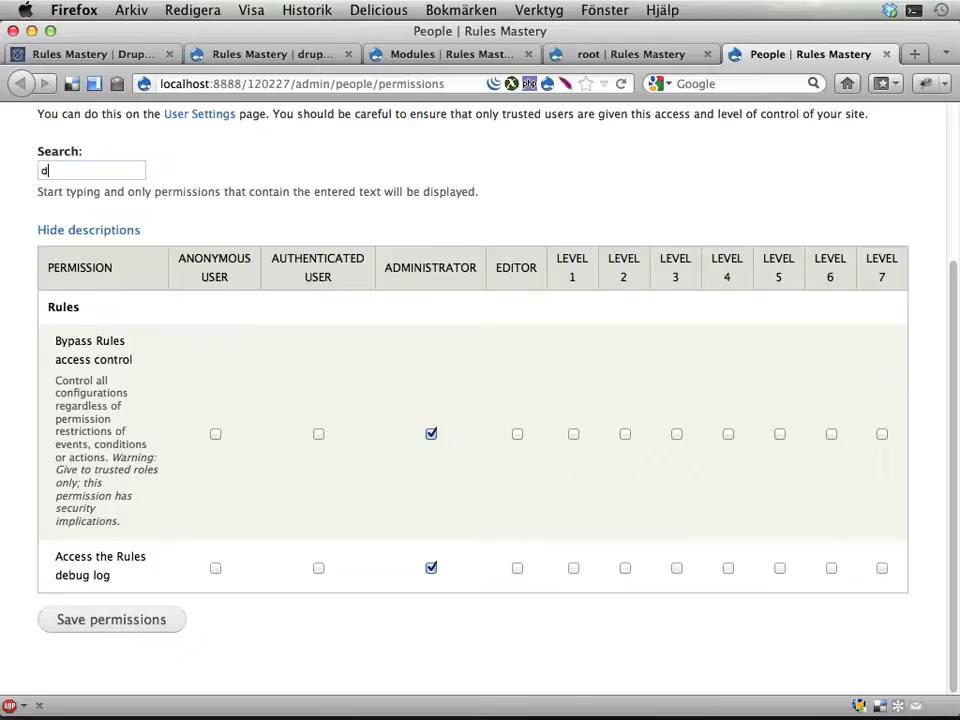 Firefox Arkiv Redigera Visa Historik Delicious Bokmärken Verktyg Fönster Hjälp
People | Rules Mastery
Rules Mastery | Drup... Rules Mastery | drup... Modules | Rules Mast... root | Rules Mastery People | Rules Mastery
localhost:8888/120227/admin/people/permissions php Google
You can do this on the User Settings page. You should be careful to ensure that only trusted users are given this access and level of control of your site.
Search:
d
Start typing and only permissions that contain the entered text will be displayed.
Hide descriptions
PERMISSION ANONYMOUS USER AUTHENTICATED USER ADMINISTRATOR EDITOR LEVEL 1 LEVEL 2 LEVEL 3 LEVEL 4 LEVEL 5 LEVEL 6 LEVEL 7
Rules
Bypass Rules
access control
Control all
configurations
regardless of
permission
restrictions of
events, conditions
or actions. Warning:
Give to trusted roles
only; this
permission has
security
implications.
Access the Rules
debug log
Save permissions
ABP